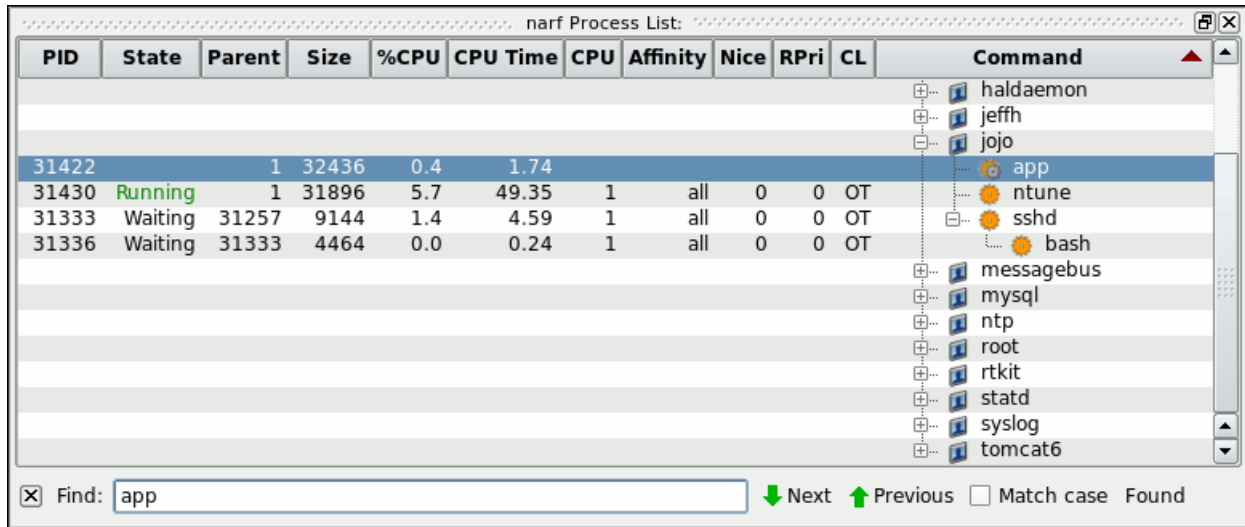 narf Process List:
PID State Parent Size %CPU CPU Time CPU Affinity Nice RPri CL Command
haldaemon
jeffh
jojo
31422 1 32436 0.4 1.74 app
31430 Running 1 31896 5.7 49.35 1 all 0 0 OT ntune
31333 Waiting 31257 9144 1.4 4.59 1 all 0 0 OT sshd
31336 Waiting 31333 4464 0.0 0.24 1 all 0 0 OT bash
messagebus
mysql
ntp
root
rtkit
statd
syslog
tomcat6
Find: app Next Previous Match case Found